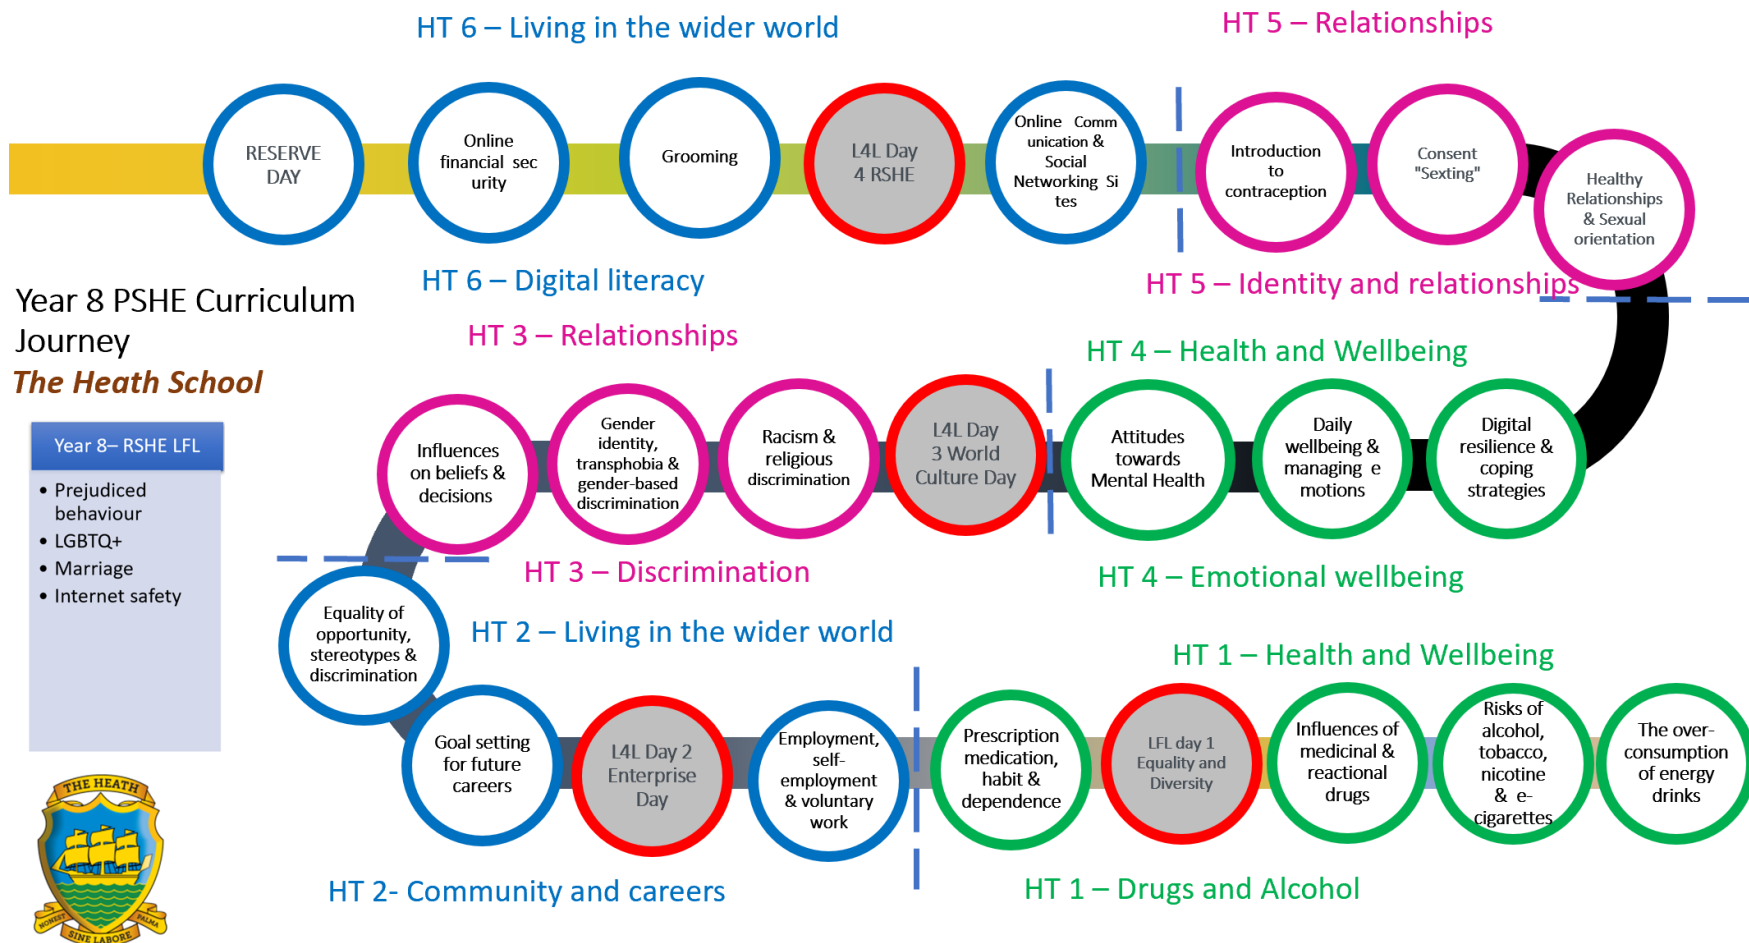 HT 6 – Living in the wider world
HT 5 – Relationships
RESERVE
DAY
Online
financial sec
urity
Grooming
L4L Day
4 RSHE
Online Comm
unication &
Social
Networking Si
tes
Introduction
to
contraception
Consent
"Sexting"
Healthy
Relationships
& Sexual
orientation
HT 6 – Digital literacy
HT 5 – Identity and relationships
Year 8 PSHE Curriculum
Journey
The Heath School
HT 3 – Relationships
HT 4 – Health and Wellbeing
Influences
on beliefs &
decisions
Gender
identity,
transphobia &
gender-based
discrimination
Racism &
religious
discrimination
L4L Day
3 World
Culture Day
Attitudes
towards
Mental Health
Daily
wellbeing &
managing e
motions
Digital
resilience &
coping
strategies
Year 8– RSHE LFL
• Prejudiced
behaviour
• LGBTQ+
• Marriage
• Internet safety
HT 3 – Discrimination
HT 4 – Emotional wellbeing
Equality of
opportunity,
stereotypes &
discrimination
HT 2 – Living in the wider world
HT 1 – Health and Wellbeing
Goal setting
for future
careers
L4L Day 2
Enterprise
Day
Employment,
self-
employment
& voluntary
work
Prescription
medication,
habit &
dependence
LFL day 1
Equality and
Diversity
Influences of
medicinal &
reactional
drugs
Risks of
alcohol,
tobacco,
nicotine
& e-
cigarettes
The over-
consumption
of energy
drinks
HT 2- Community and careers
HT 1 – Drugs and Alcohol
THE HEATH
NONEST PALMA
SINE LABORE